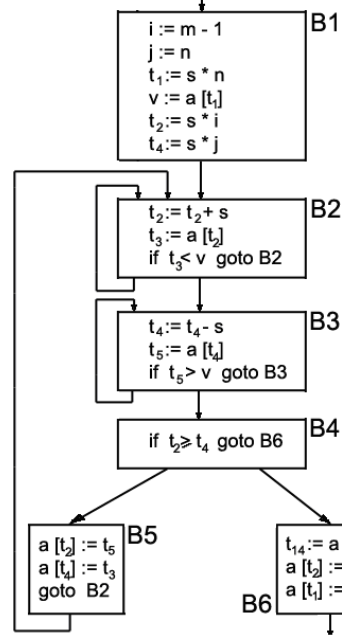 B1
i := m - 1
j := n
t₁:= s * n
v := a [t₁]
t₂:= s * i
t₄:= s * j
B2
t₂:= t₂+ s
t₃:= a [t₂]
if t₃< v goto B2
B3
t₄:= t₄- s
t₅:= a [t₄]
if t₅> v goto B3
B4
if t₂⩾ t₄ goto B6
B5
a [t₂] := t₅
a [t₄] := t₃
goto B2
B6
t₁₄:= a
a [t₂] :=
a [t₁] :=